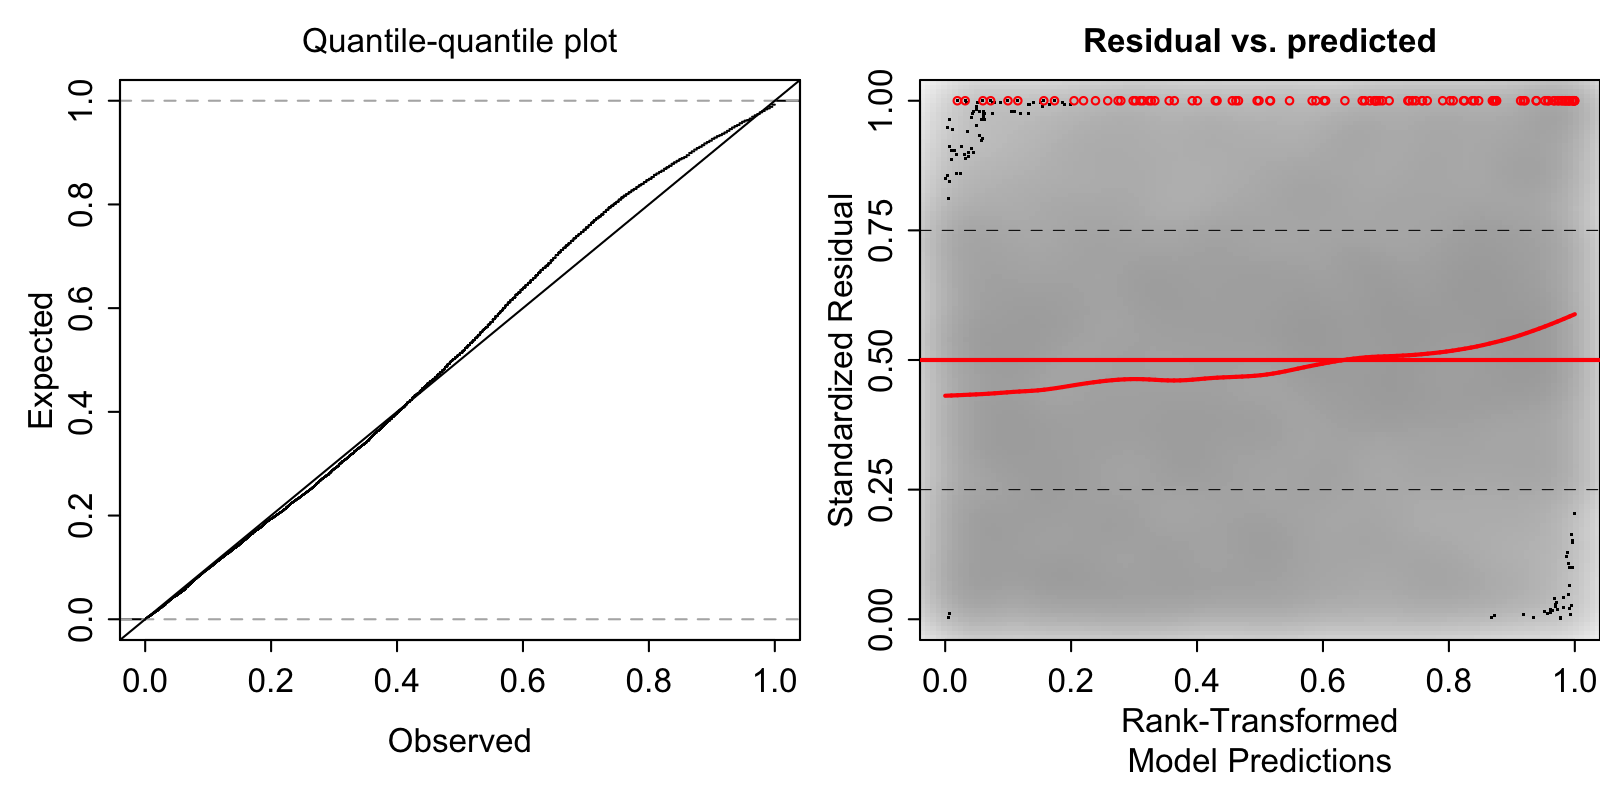 Quantile-quantile plot
Expected
0.0 0.2 0.4 0.6 0.8 1.0
0.0 0.2 0.4 0.6 0.8 1.0
Observed
Residual vs. predicted
Standardized Residual
0.00 0.25 0.50 0.75 1.00
0.0 0.2 0.4 0.6 0.8 1.0
Rank-Transformed
Model Predictions